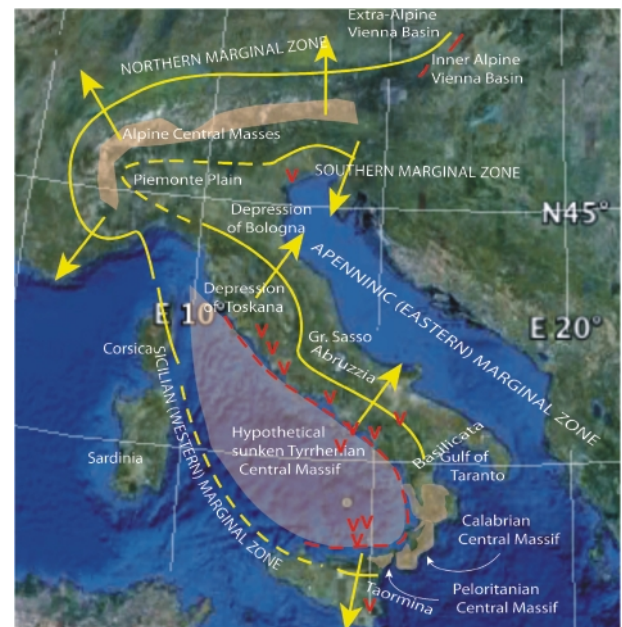 Extra-Alpine
Vienna Basin
NORTHERN MARGINAL ZONE
Inner Alpine
Vienna Basin
Alpine Central Masses
SOUTHERN MARGINAL ZONE
Piemonte Plain
Depression
of Bologna
N45°
APENNINIC (EASTERN) MARGINAL ZONE
Depression
of Toskana
E 10°
E 20°
Gr. Sasso
Abruzzia
Corsica
SICILIAN (WESTERN) MARGINAL ZONE
Hypothetical
sunken Tyrrhenian
Central Massif
Basilicata
Gulf of
Taranto
Sardinia
Calabrian
Central Massif
Taormina
Peloritanian
Central Massif